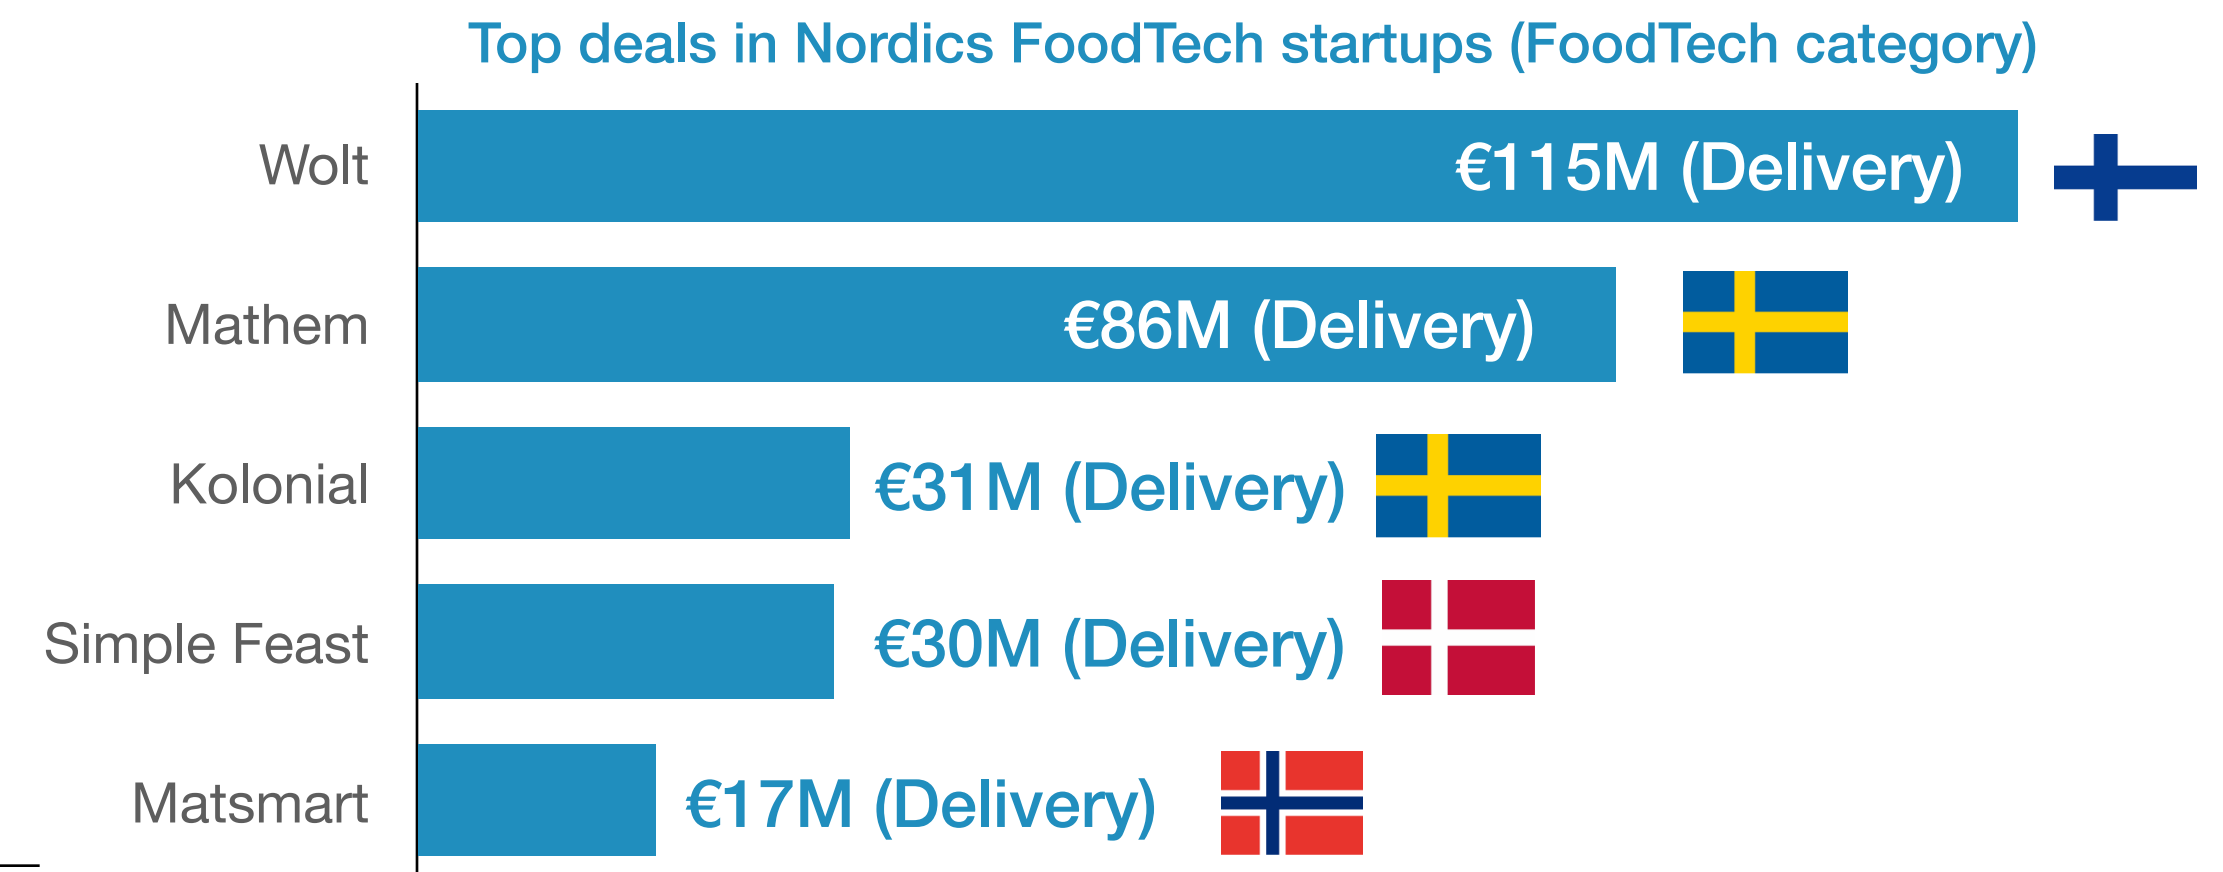 Top deals in Nordics FoodTech startups (FoodTech category)
Wolt €115M (Delivery)
Mathem €86M (Delivery)
Kolonial €31M (Delivery)
Simple Feast €30M (Delivery)
Matsmart €17M (Delivery)